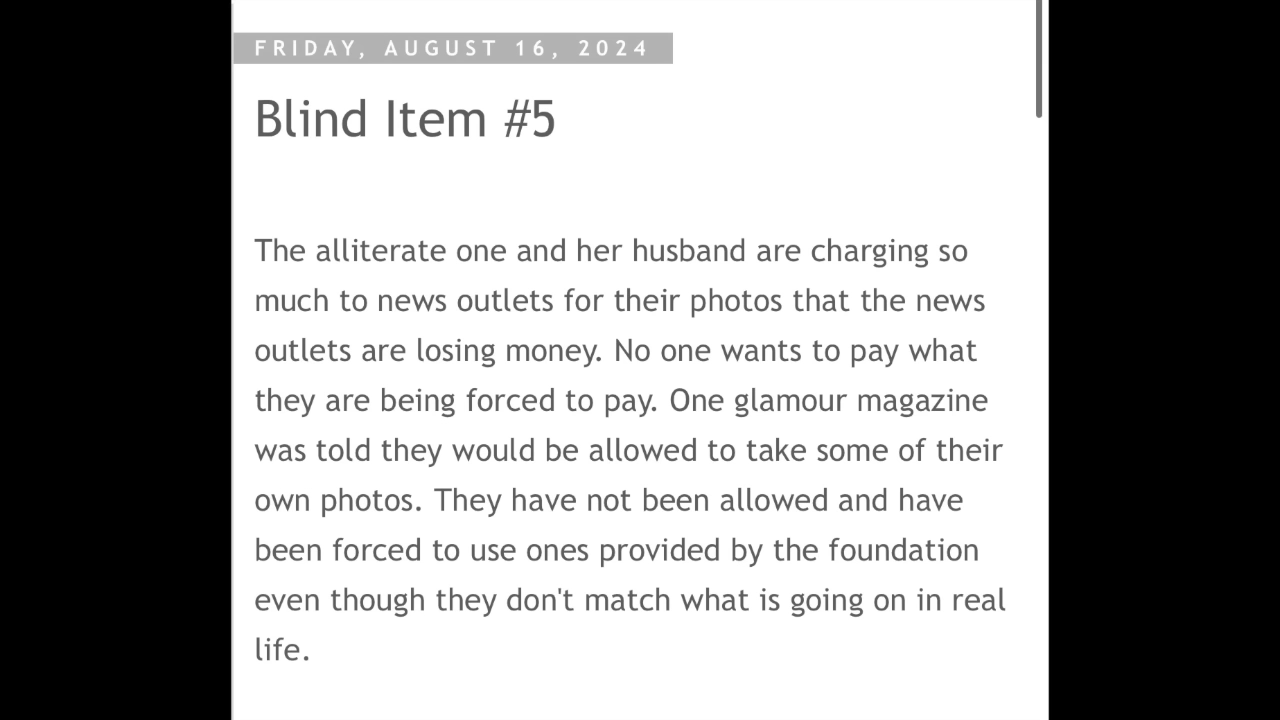 FRIDAY, AUGUST 16, 2024
Blind Item #5
The alliterate one and her husband are charging so
much to news outlets for their photos that the news
outlets are losing money. No one wants to pay what
they are being forced to pay. One glamour magazine
was told they would be allowed to take some of their
own photos. They have not been allowed and have
been forced to use ones provided by the foundation
even though they don't match what is going on in real
life.